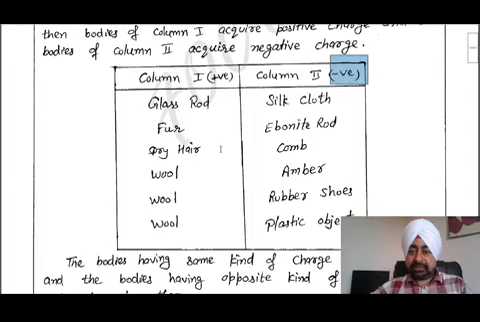 then bodies of column I acquire positive charge and
bodies of column II acquire negative charge.
Column I (+ve) Column II (-ve)
Glass Rod Silk cloth
Fur Ebonite Rod
Dry Hair Comb
Wool Amber
Wool Rubber Shoes
Wool Plastic object
The bodies having same kind of charge
and the bodies having opposite kind of